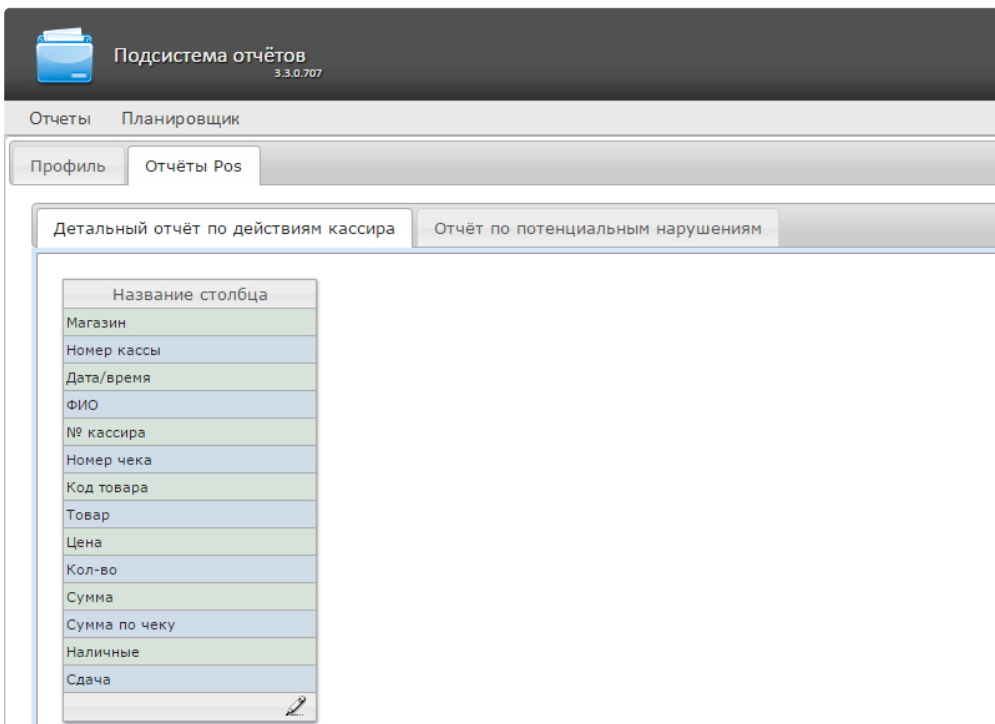 Подсистема отчётов
3.3.0.707
Отчеты Планировщик
Профиль Отчёты Pos
Детальный отчёт по действиям кассира Отчёт по потенциальным нарушениям
Название столбца
Магазин
Номер кассы
Дата/время
ФИО
№ кассира
Номер чека
Код товара
Товар
Цена
Кол-во
Сумма
Сумма по чеку
Наличные
Сдача